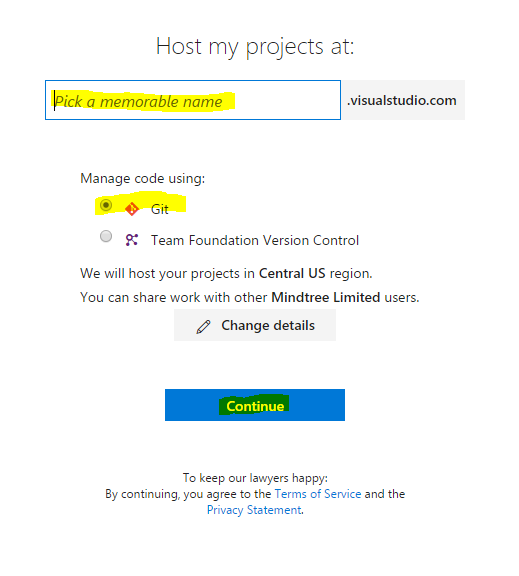 Host my projects at:
Pick a memorable name .visualstudio.com
Manage code using:
Git
Team Foundation Version Control
We will host your projects in Central US region.
You can share work with other Mindtree Limited users.
Change details
Continue
To keep our lawyers happy:
By continuing, you agree to the Terms of Service and the
Privacy Statement.